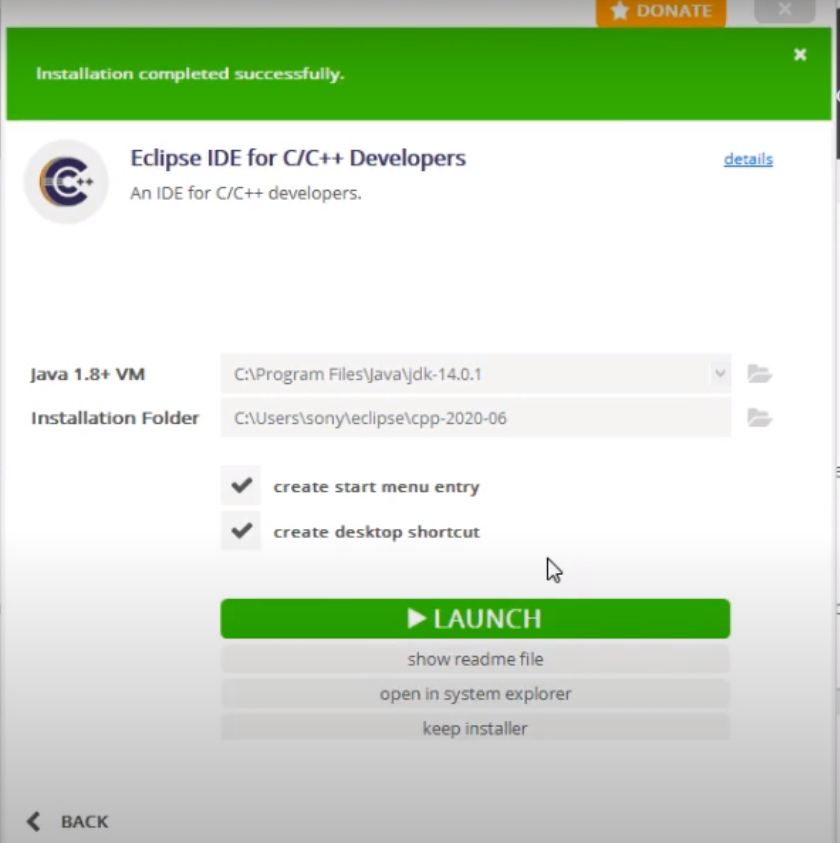 DONATE
Installation completed successfully.
Eclipse IDE for C/C++ Developers
details
An IDE for C/C++ developers.
Java 1.8+ VM
C:\Program Files\Java\jdk-14.0.1
Installation Folder
C:\Users\sony\eclipse\cpp-2020-06
create start menu entry
create desktop shortcut
LAUNCH
show readme file
open in system explorer
keep installer
BACK